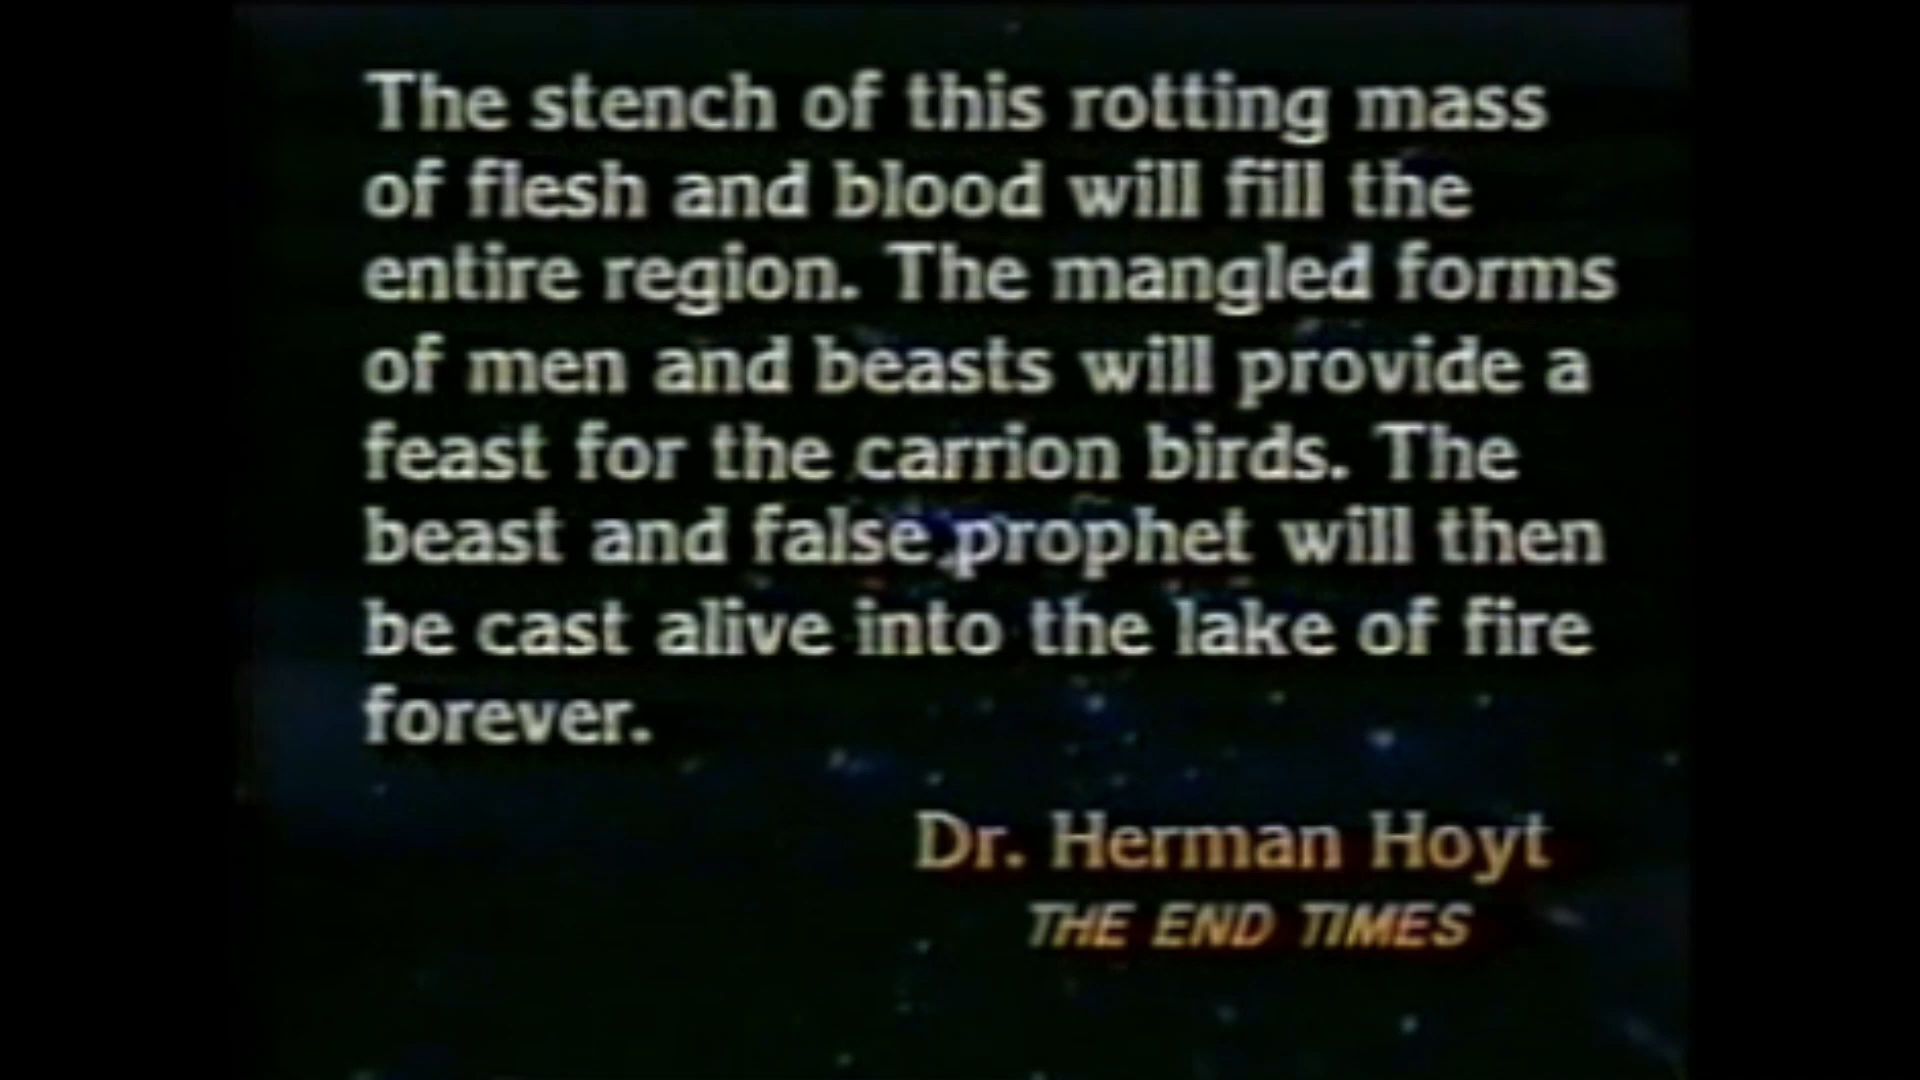 The stench of this rotting mass
of flesh and blood will fill the
entire region. The mangled forms
of men and beasts will provide a
feast for the carrion birds. The
beast and false prophet will then
be cast alive into the lake of fire
forever.
Dr. Herman Hoyt
THE END TIMES